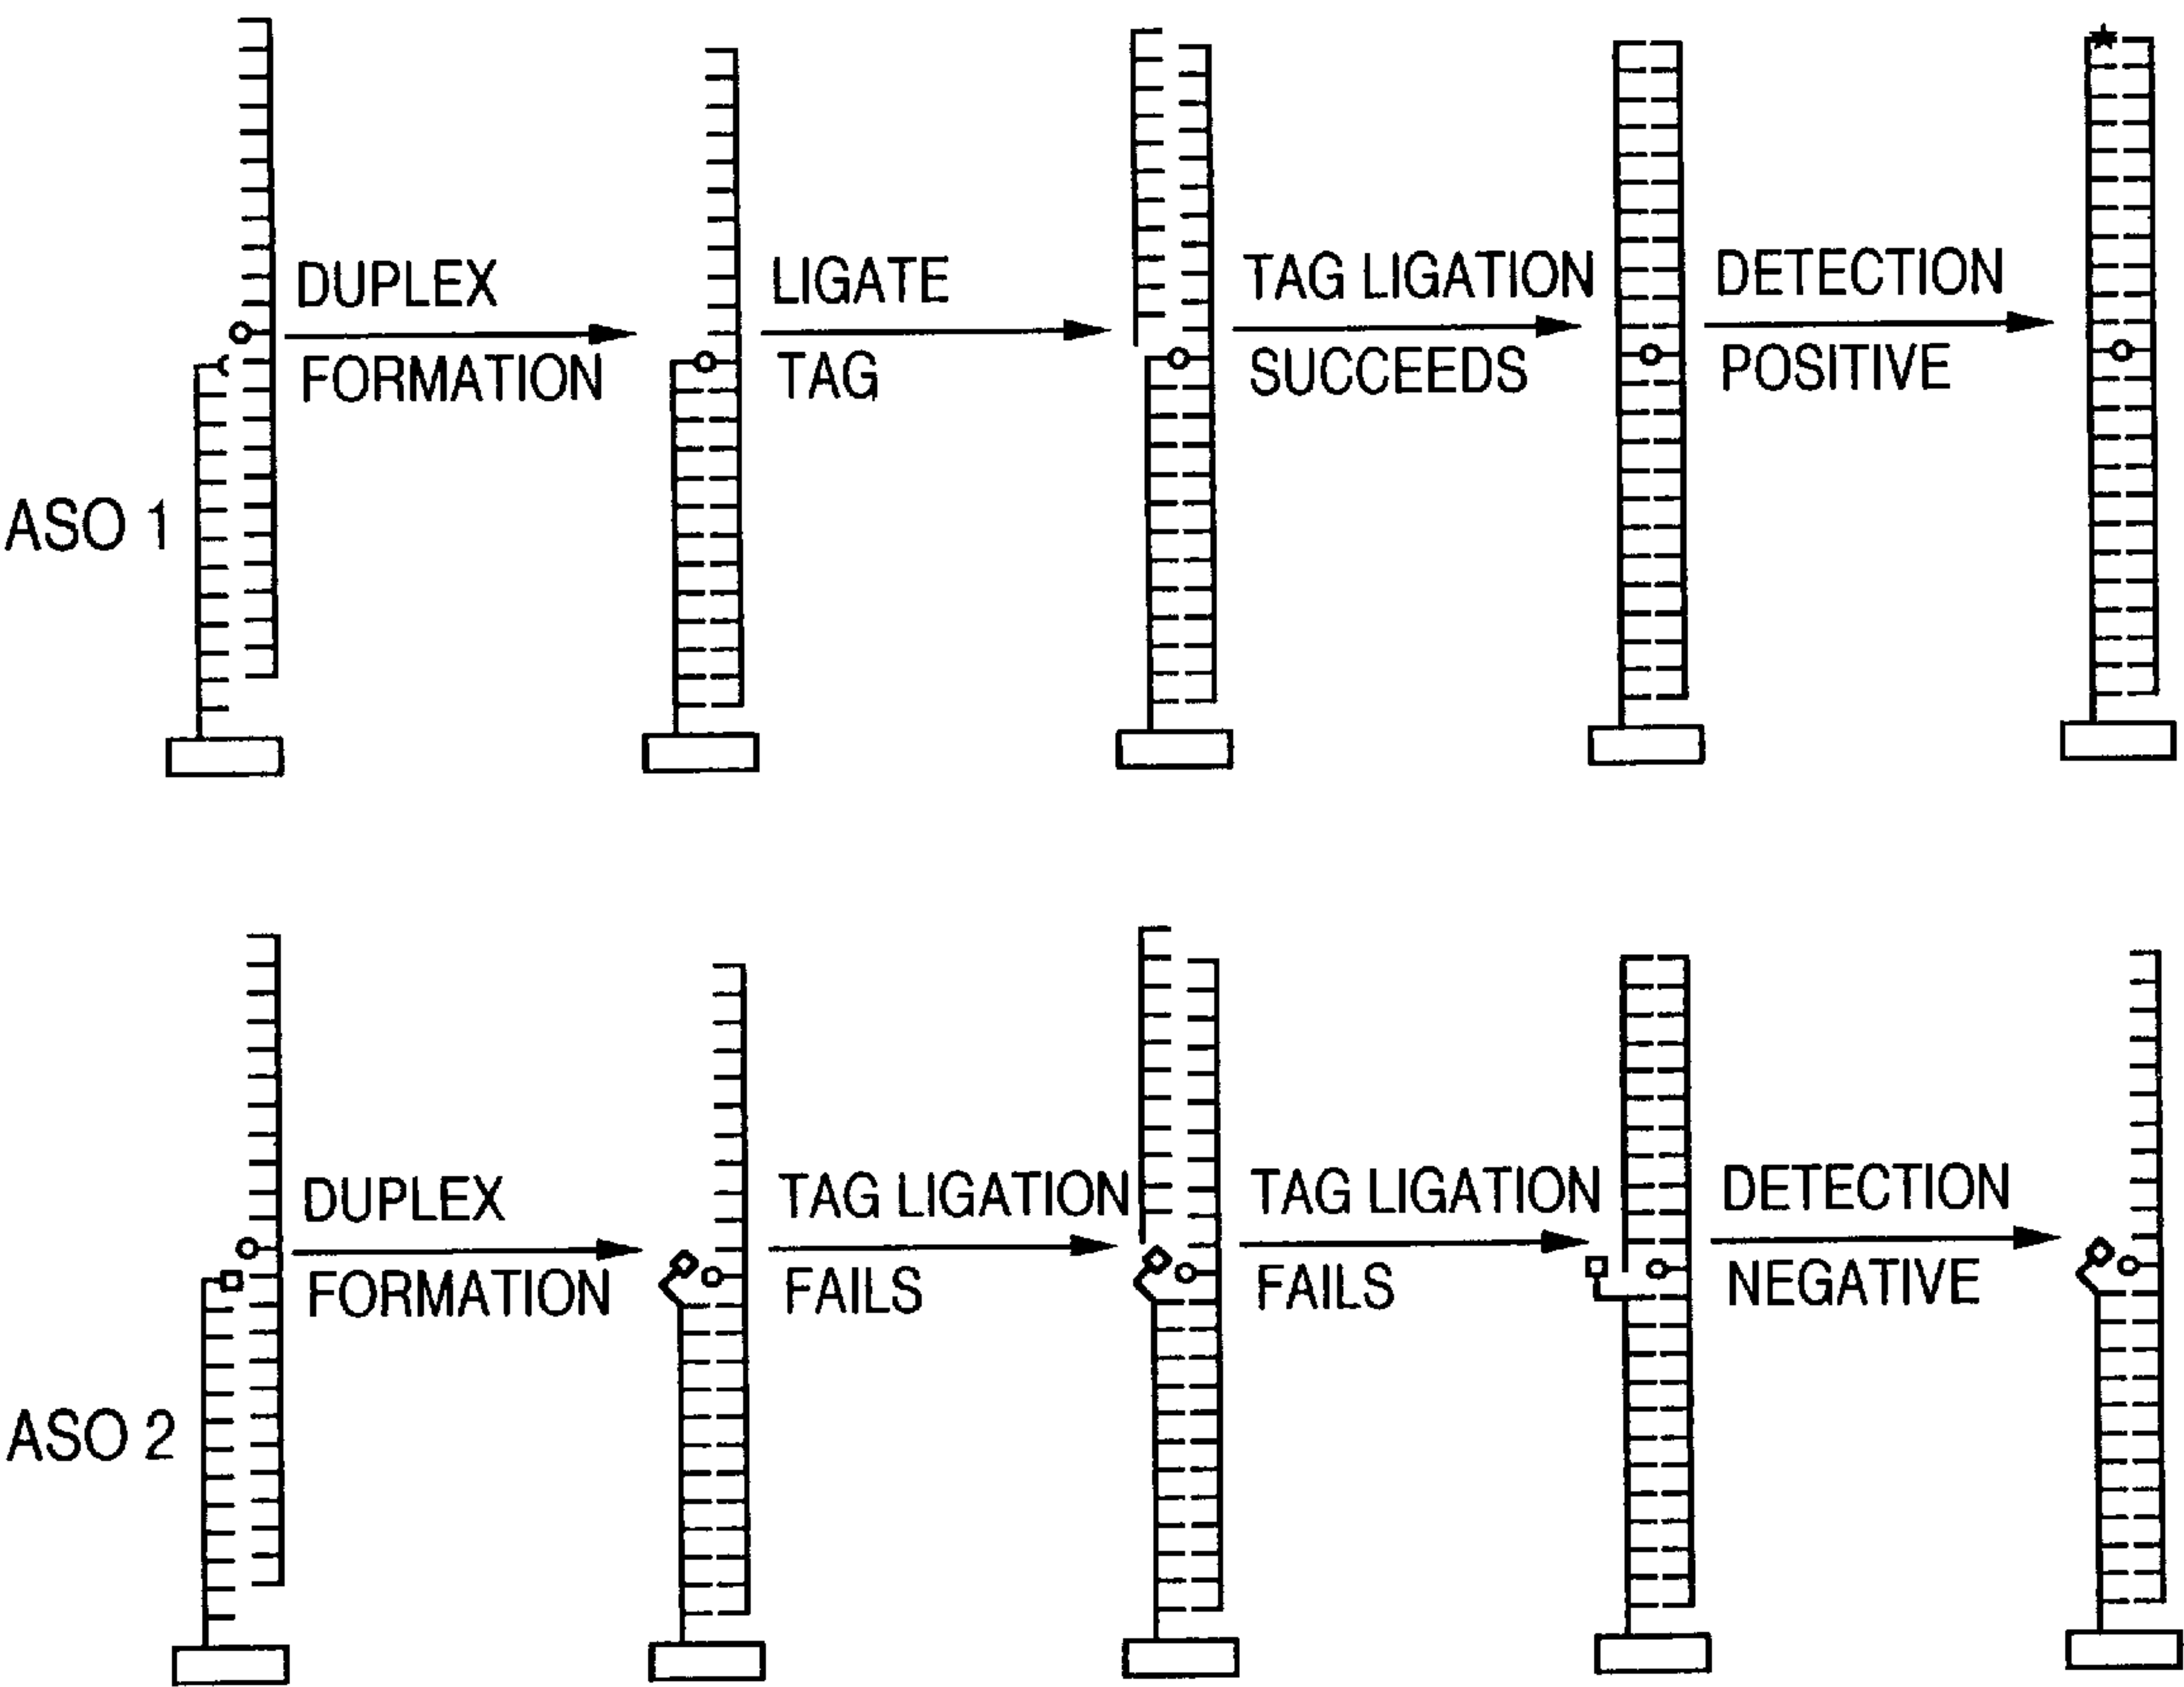 DUPLEX
FORMATION
LIGATE
TAG
TAG LIGATION
SUCCEEDS
DETECTION
POSITIVE
ASO 1
DUPLEX
FORMATION
TAG LIGATION
FAILS
TAG LIGATION
FAILS
DETECTION
NEGATIVE
ASO 2